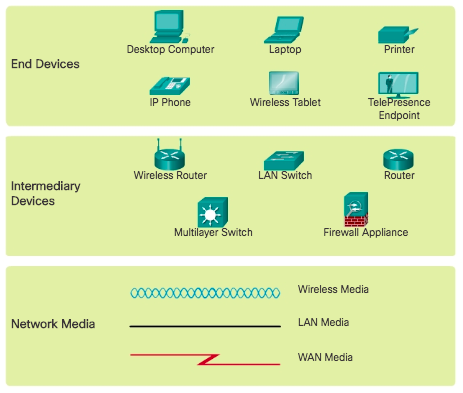 End Devices
Desktop Computer
Laptop
Printer
IP Phone
Wireless Tablet
TelePresence
Endpoint
Intermediary
Devices
Wireless Router
LAN Switch
Router
Multilayer Switch
Firewall Appliance
Network Media
Wireless Media
LAN Media
WAN Media